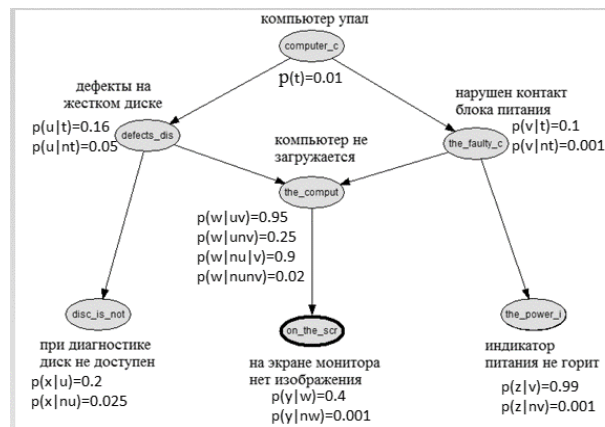 компьютер упал
computer_c
p(t)=0.01
дефекты на
жестком диске
p(u|t)=0.16
p(u|nt)=0.05
defects_dis
нарушен контакт
блока питания
p(v|t)=0.1
p(v|nt)=0.001
the_faulty_c
компьютер не
загружается
the_comput
p(w|uv)=0.95
p(w|unv)=0.25
p(w|nu|v)=0.9
p(w|nunv)=0.02
disc_is_not
on_the_scr
the_power_i
при диагностике
диск не доступен
p(x|u)=0.2
p(x|nu)=0.025
на экране монитора
нет изображения
p(y|w)=0.4
p(y|nw)=0.001
индикатор
питания не горит
p(z|v)=0.99
p(z|nv)=0.001